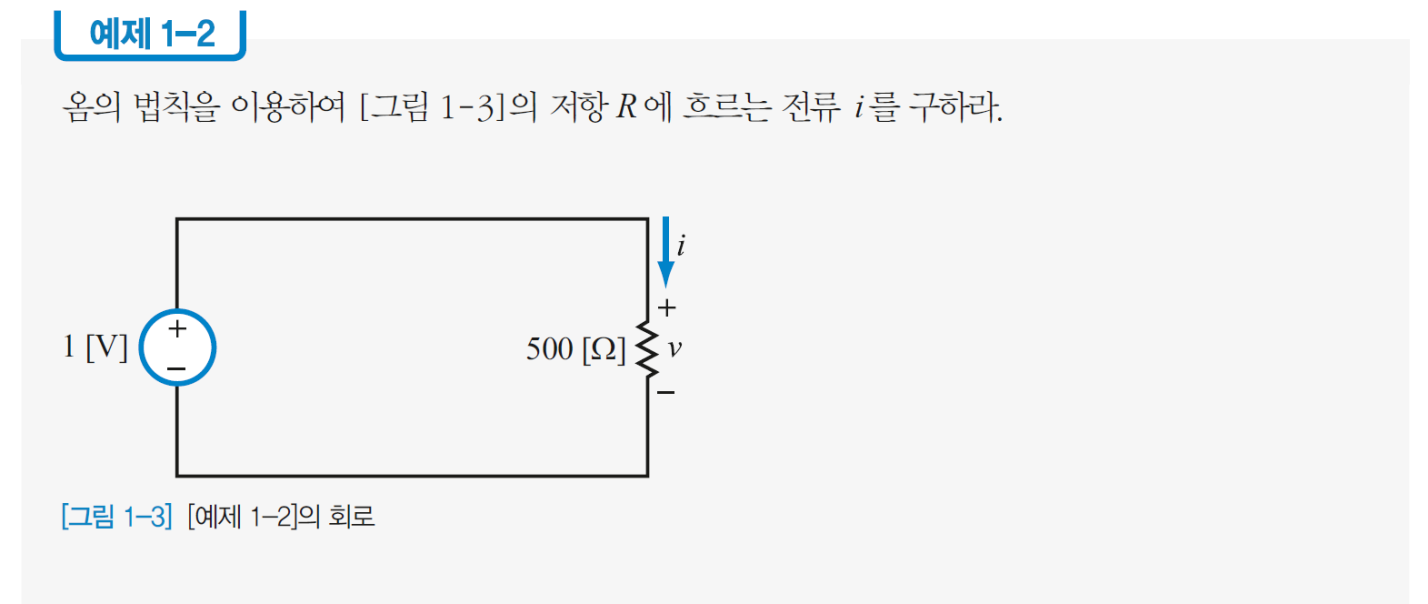 예제 1–2
옴의 법칙을 이용하여 [그림 1-3]의 저항 R에 흐르는 전류 i를 구하라.
i
+
1 [V]
+
–
500 [Ω]
v
–
[그림 1–3] [예제 1–2]의 회로